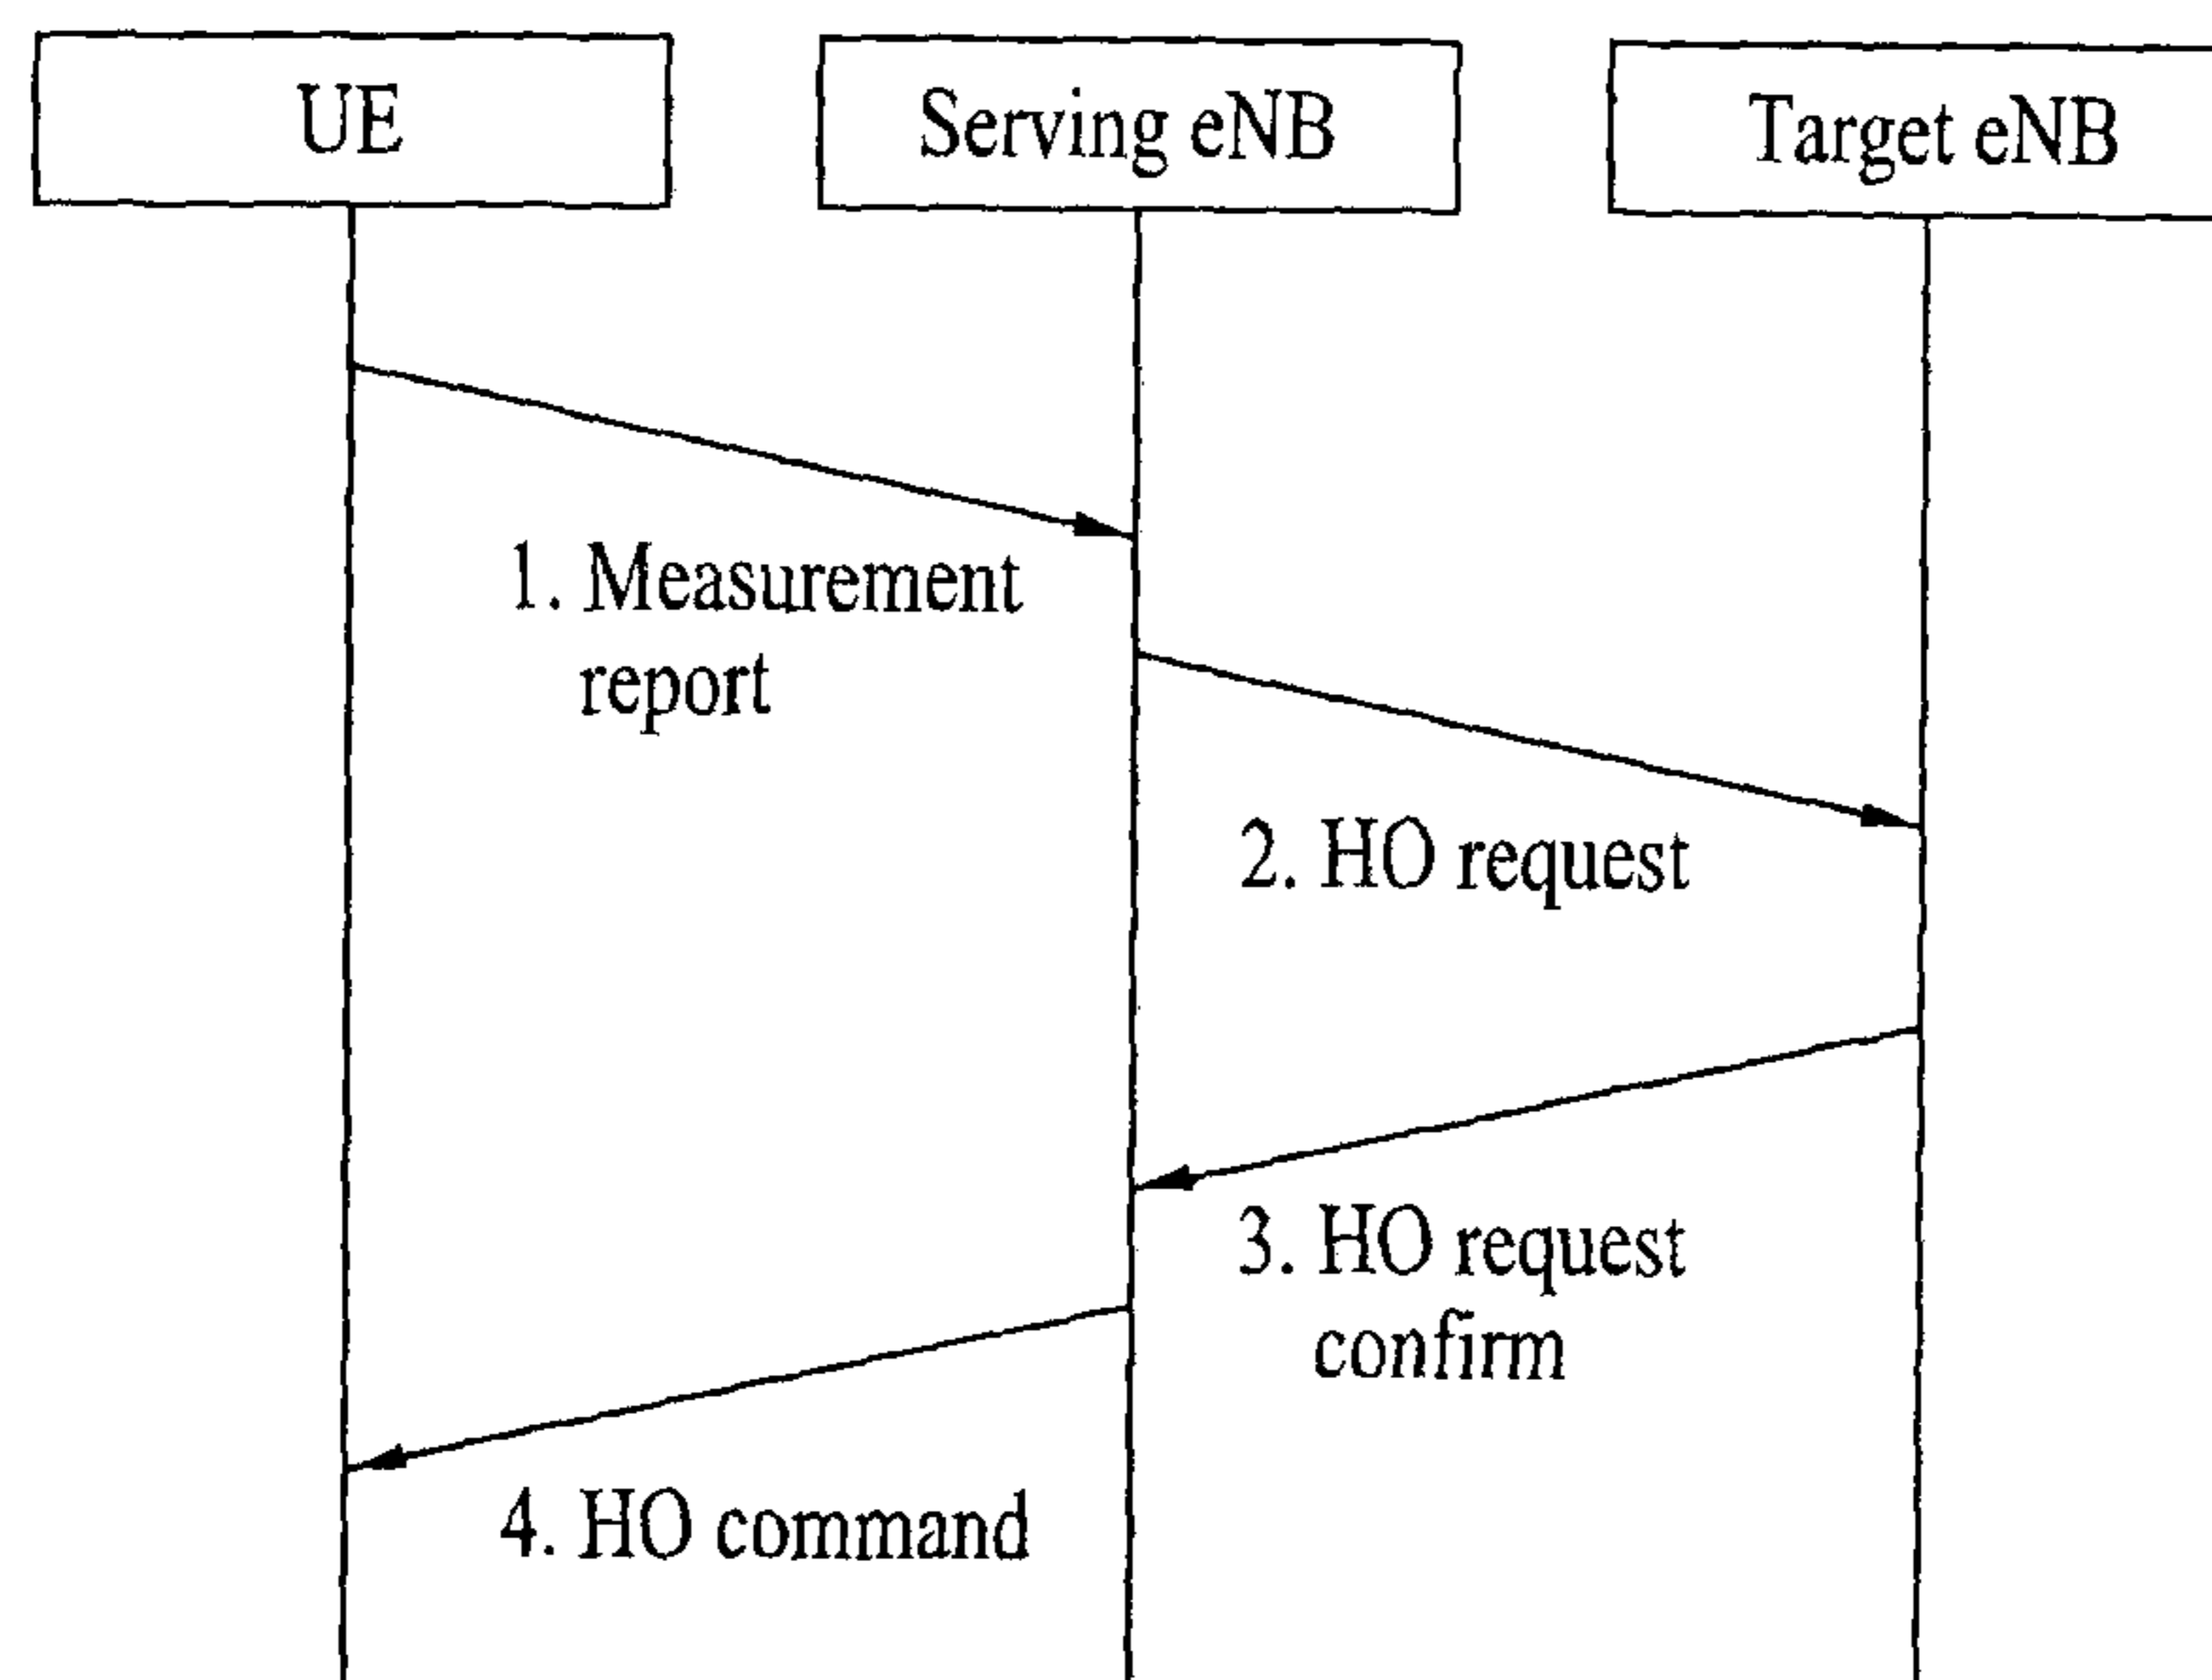 UE
Serving eNB
Target eNB
1. Measurement
report
2. HO request
3. HO request
confirm
4. HO command